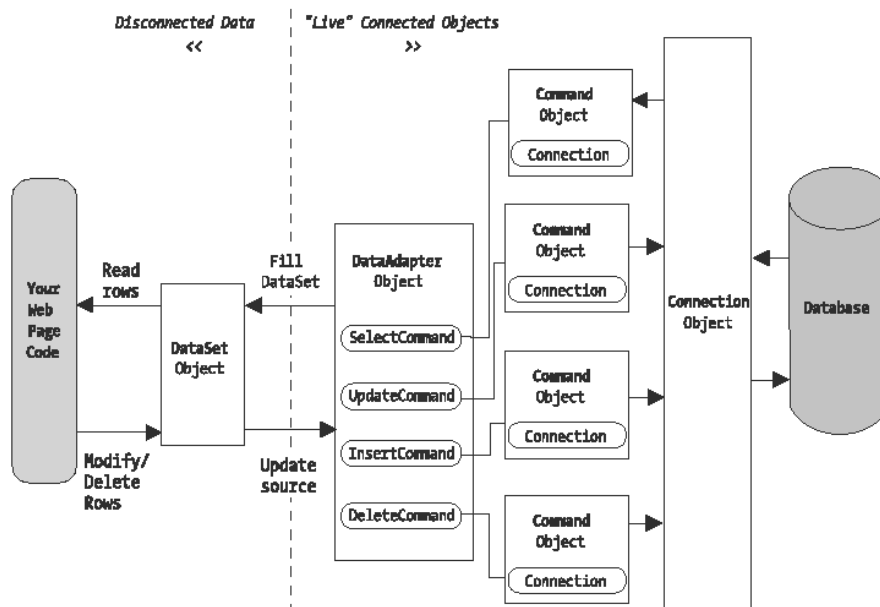 Disconnected Data
<<
"Live" Connected Objects
>>
Your
Web
Page
Code
Read
rows
Modify/
Delete
Rows
DataSet
Object
Fill
DataSet
Update
source
DataAdapter
Object
SelectCommand
UpdateCommand
InsertCommand
DeleteCommand
Command
Object
Connection
Command
Object
Connection
Command
Object
Connection
Command
Object
Connection
Connection
Object
Database